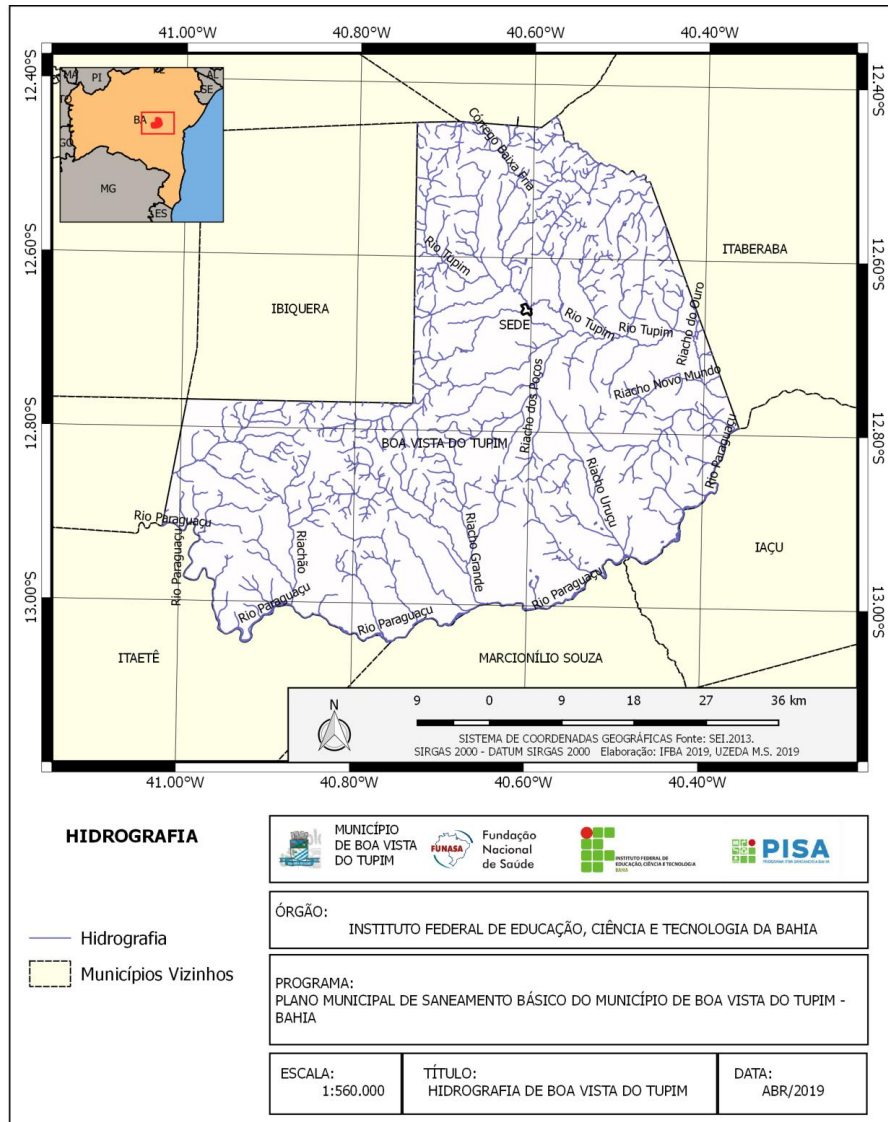 41.00°W
40.80°W
40.60°W
40.40°W
12.40°S
12.40°S
MA
PI
AL
SE
BA
GO
MG
ES
Córrego Baixa Fria
12.60°S
12.60°S
ITABERABA
Rio Tupim
IBIQUERA
SEDE
Rio Tupim
Rio Tupim
Riacho do Ouro
Riacho Novo Mundo
Riacho dos Poços
12.80°S
12.80°S
BOA VISTA DO TUPIM
Rio Paraguaçu
Riacho Uruçu
Rio Paraguaçu
Riachão
Riacho Grande
IAÇU
13.00°S
13.00°S
Rio Paraguaçu
Rio Paraguaçu
Rio Paraguaçu
ITAETÊ
MARCIONÍLIO SOUZA
N
9 0 9 18 27 36 km
SISTEMA DE COORDENADAS GEOGRÁFICAS Fonte: SEI.2013.
SIRGAS 2000 - DATUM SIRGAS 2000 Elaboração: IFBA 2019, UZEDA M.S. 2019
41.00°W
40.80°W
40.60°W
40.40°W
HIDROGRAFIA
Hidrografia
Municípios Vizinhos
MUNICÍPIO
DE BOA VISTA
DO TUPIM
FUNASA
Fundação
Nacional
de Saúde
INSTITUTO FEDERAL DE
EDUCAÇÃO, CIÊNCIA E TECNOLOGIA
BAHIA
PISA
ÓRGÃO:
INSTITUTO FEDERAL DE EDUCAÇÃO, CIÊNCIA E TECNOLOGIA DA BAHIA
PROGRAMA:
PLANO MUNICIPAL DE SANEAMENTO BÁSICO DO MUNICÍPIO DE BOA VISTA DO TUPIM -
BAHIA
ESCALA:
1:560.000
TÍTULO:
HIDROGRAFIA DE BOA VISTA DO TUPIM
DATA:
ABR/2019